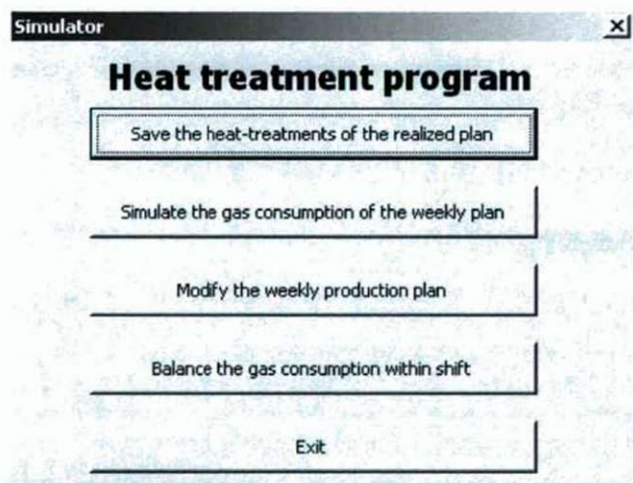 Simulator
Heat treatment program
Save the heat-treatments of the realized plan
Simulate the gas consumption of the weekly plan
Modify the weekly production plan
Balance the gas consumption within shift
Exit